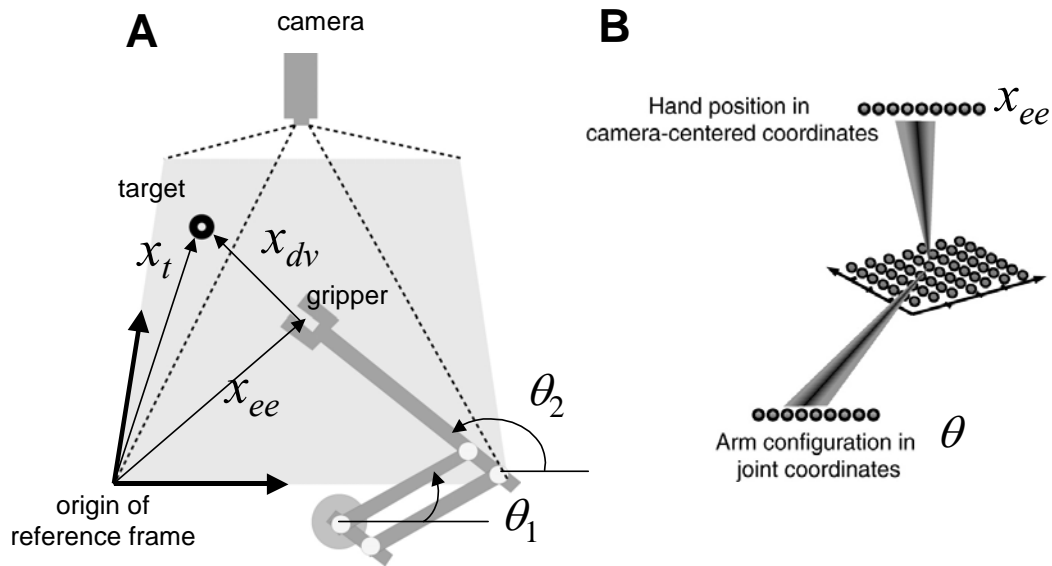 A
camera
target
x_t
x_dv
gripper
x_ee
θ_2
θ_1
origin of
reference frame
B
Hand position in
camera-centered coordinates
x_ee
Arm configuration in
joint coordinates
θ